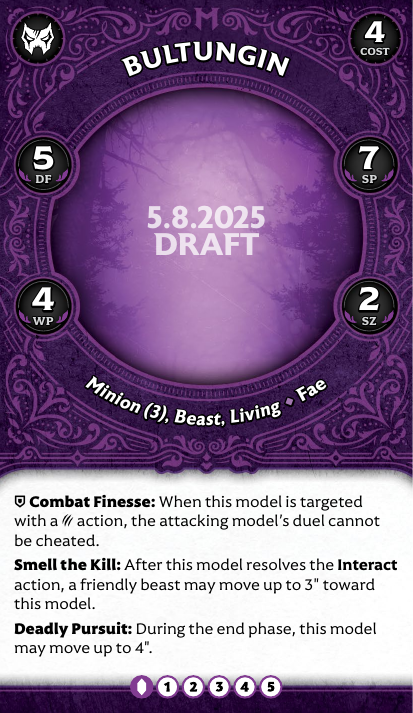 4
COST
BULTUNGIN
5
DF
7
SP
5.8.2025
DRAFT
4
WP
2
SZ
Minion (3), Beast, Living ♦ Fae
Combat Finesse: When this model is targeted
with a action, the attacking model's duel cannot
be cheated.
Smell the Kill: After this model resolves the Interact
action, a friendly beast may move up to 3" toward
this model.
Deadly Pursuit: During the end phase, this model
may move up to 4".
1 2 3 4 5